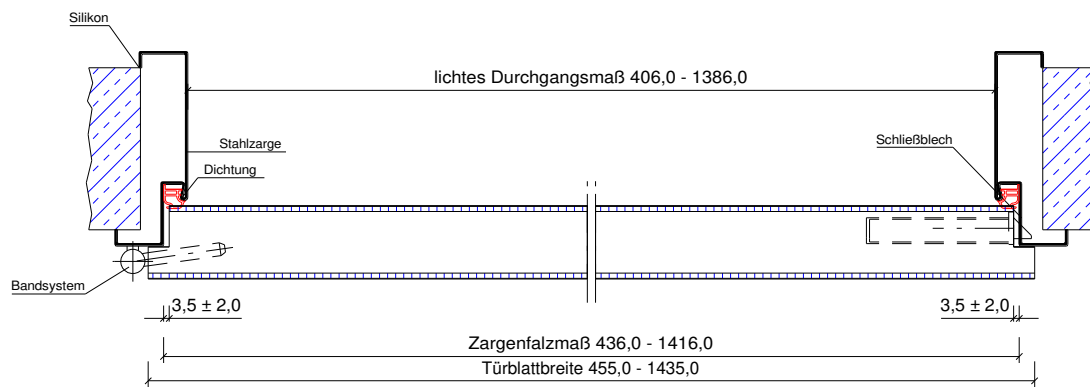 Silikon
lichtes Durchgangsmaß 406,0 - 1386,0
Stahlzarge
Schließblech
Dichtung
Bandsystem
3,5 ± 2,0
3,5 ± 2,0
Zargenfalzmaß 436,0 - 1416,0
Türblattbreite 455,0 - 1435,0